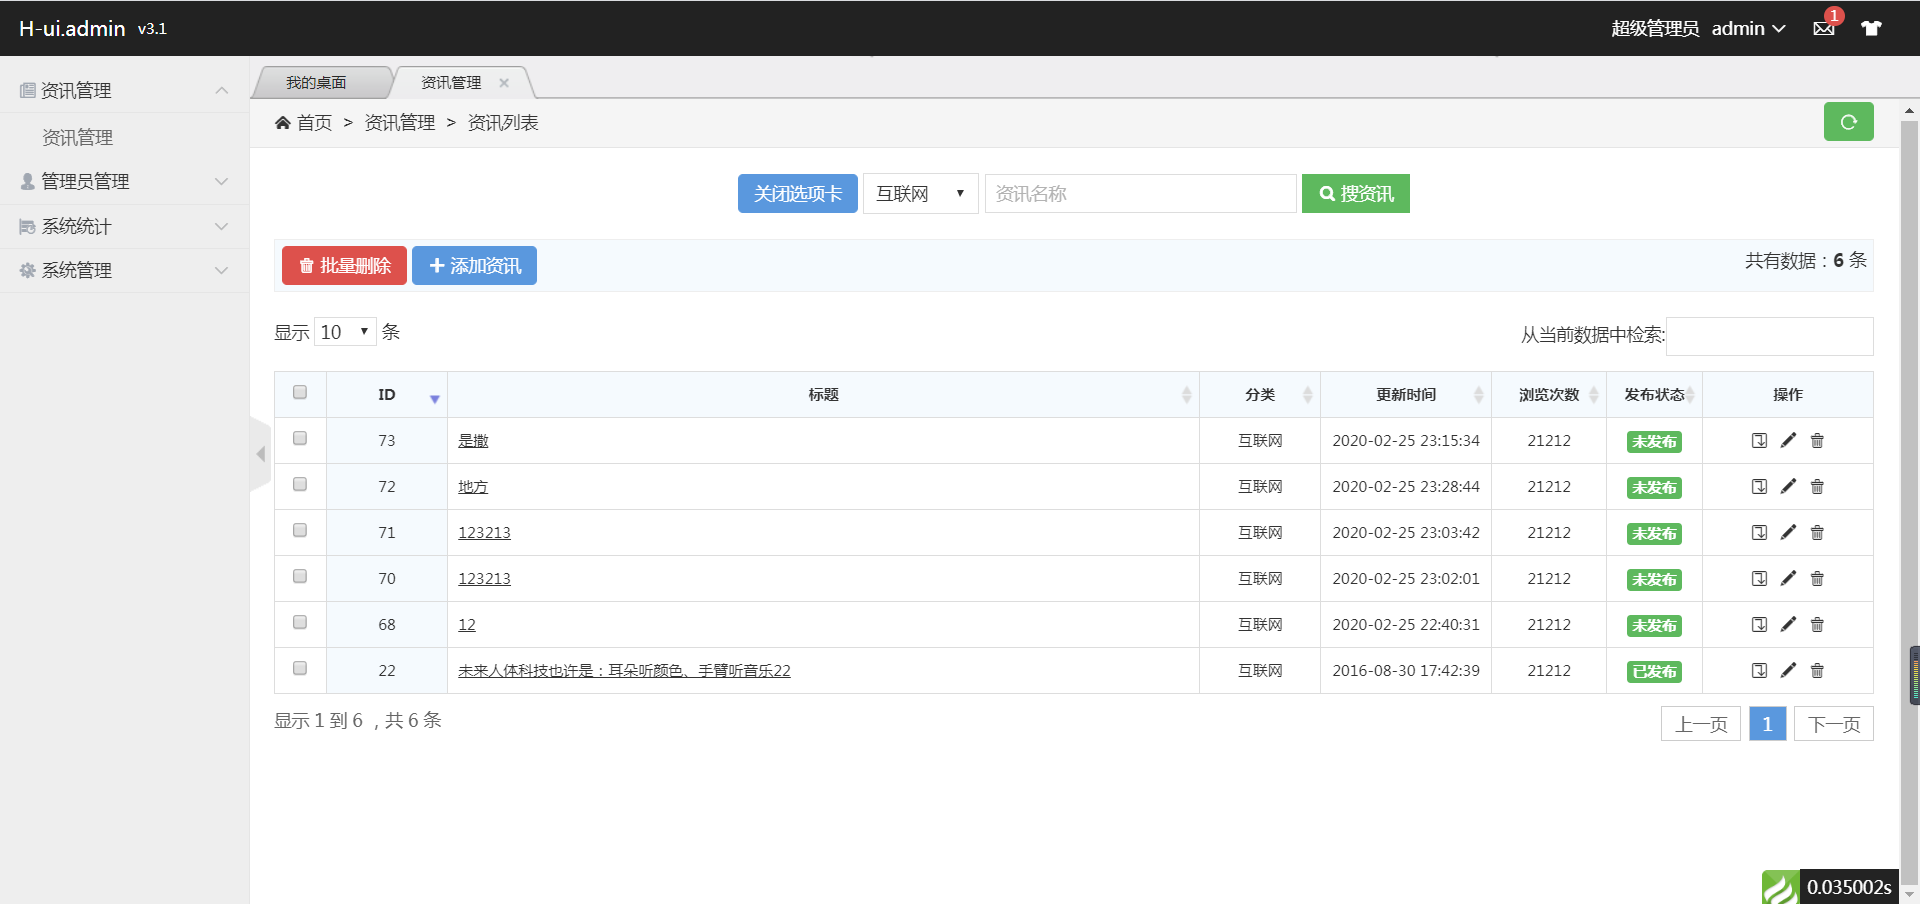 H-ui.admin v3.1
超级管理员 admin 1
资讯管理
资讯管理
管理员管理
系统统计
系统管理
我的桌面 资讯管理
首页 > 资讯管理 > 资讯列表
关闭选项卡 互联网 资讯名称 搜资讯
批量删除 添加资讯 共有数据：6 条
显示 10 条 从当前数据中检索:
ID 标题 分类 更新时间 浏览次数 发布状态 操作
73 是撒 互联网 2020-02-25 23:15:34 21212 未发布
72 地方 互联网 2020-02-25 23:28:44 21212 未发布
71 123213 互联网 2020-02-25 23:03:42 21212 未发布
70 123213 互联网 2020-02-25 23:02:01 21212 未发布
68 12 互联网 2020-02-25 22:40:31 21212 未发布
22 未来人体科技也许是：耳朵听颜色、手臂听音乐22 互联网 2016-08-30 17:42:39 21212 已发布
显示 1 到 6 ，共 6 条 上一页 1 下一页
0.035002s